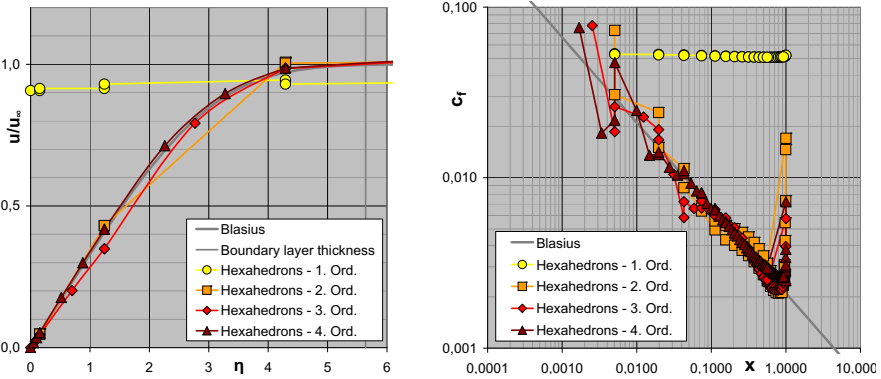 1,0
0,5
0,0
u/u∞
0 1 2 3 4 5 6
η
Blasius
Boundary layer thickness
Hexahedrons - 1. Ord.
Hexahedrons - 2. Ord.
Hexahedrons - 3. Ord.
Hexahedrons - 4. Ord.
0,100
0,010
0,001
cf
0.0001 0.0010 0.0100 0.1000 1.0000 10.000
x
Blasius
Hexahedrons - 1. Ord.
Hexahedrons - 2. Ord.
Hexahedrons - 3. Ord.
Hexahedrons - 4. Ord.